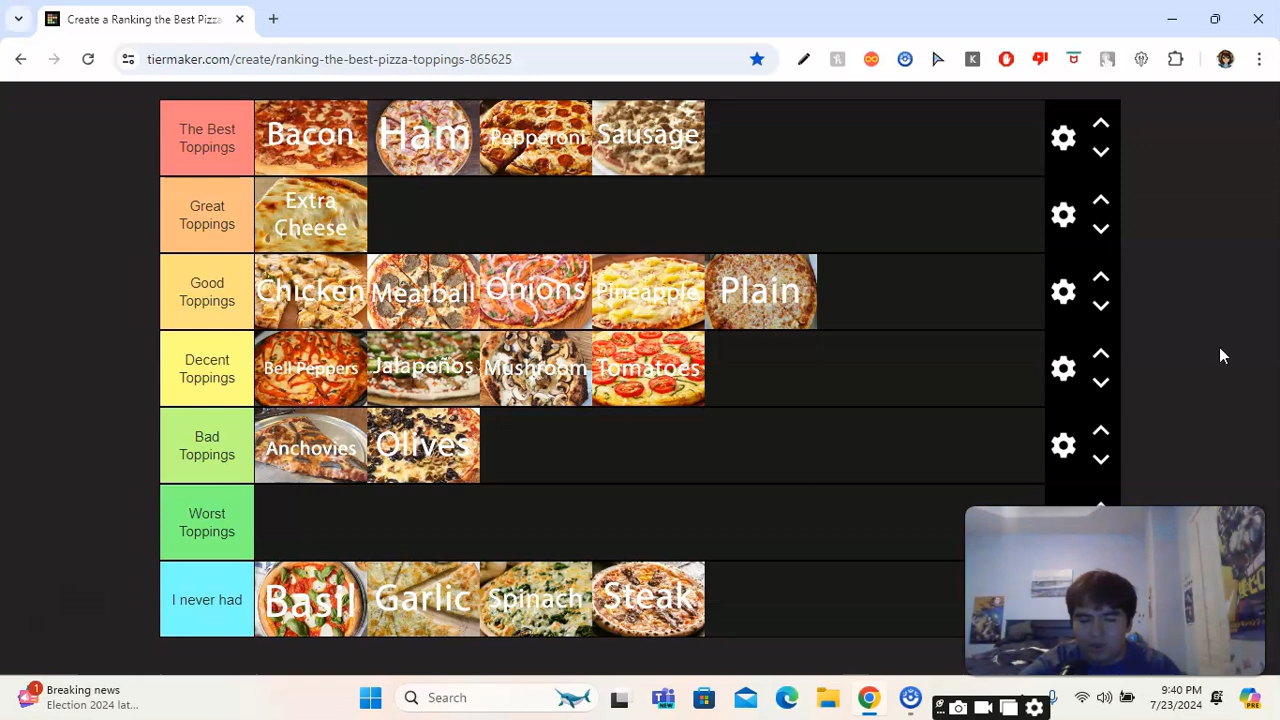 Create a Ranking the Best Pizza
tiermaker.com/create/ranking-the-best-pizza-toppings-865625
The Best
Toppings
Bacon
Ham
Pepperoni
Sausage
Great
Toppings
Extra
Cheese
Good
Toppings
Chicken
Meatball
Onions
Pineapple
Plain
Decent
Toppings
Bell Peppers
Jalapeños
Mushroom
Tomatoes
Bad
Toppings
Anchovies
Olives
Worst
Toppings
I never had
Basil
Garlic
Spinach
Steak
1
Breaking news
Election 2024 lat...
Search
NEW
9:40 PM
7/23/2024
PRE